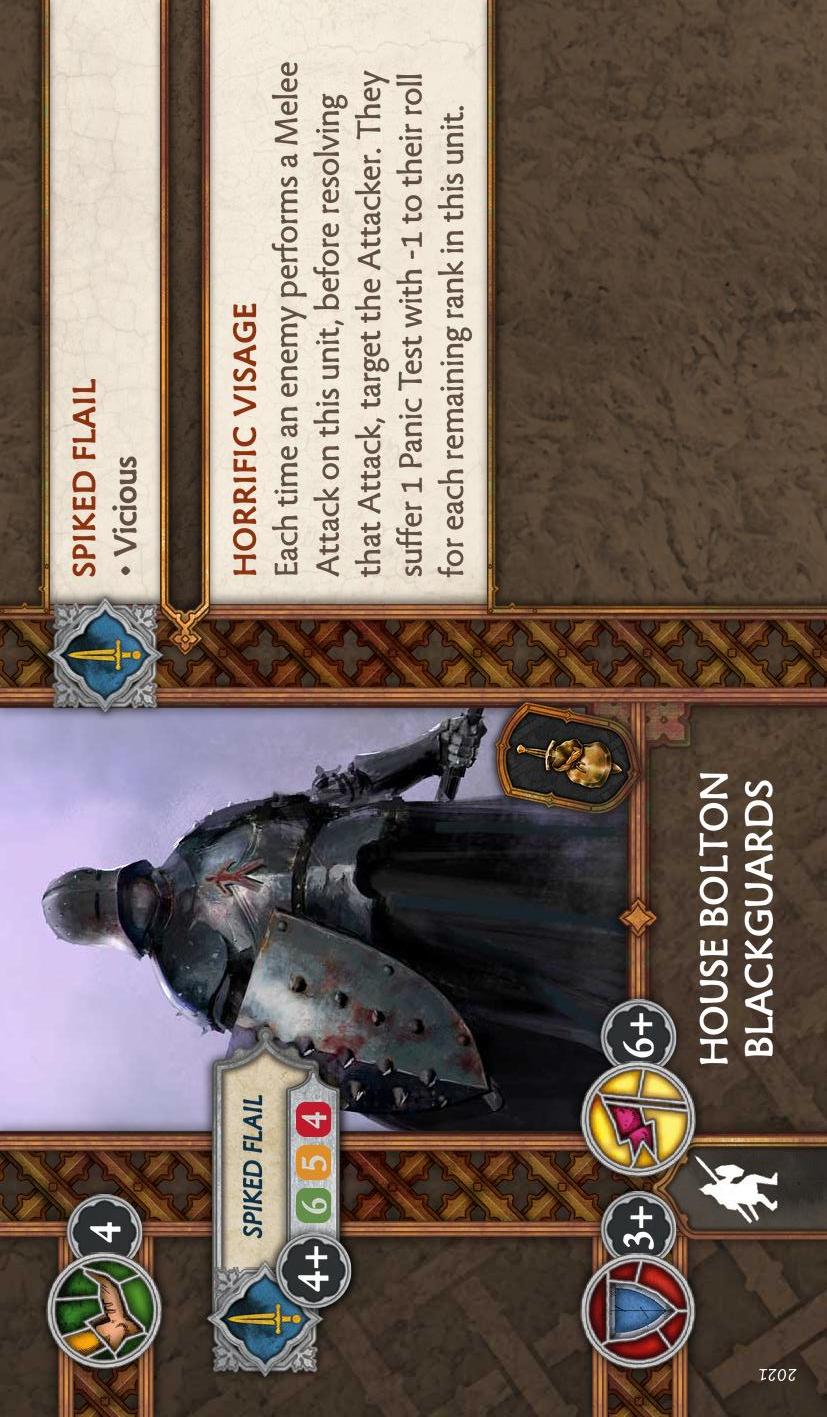 4
SPIKED FLAIL
4+
6 5 4
3+
6+
HOUSE BOLTON
BLACKGUARDS
2021
SPIKED FLAIL
• Vicious
HORRIFIC VISAGE
Each time an enemy performs a Melee
Attack on this unit, before resolving
that Attack, target the Attacker. They
suffer 1 Panic Test with -1 to their roll
for each remaining rank in this unit.